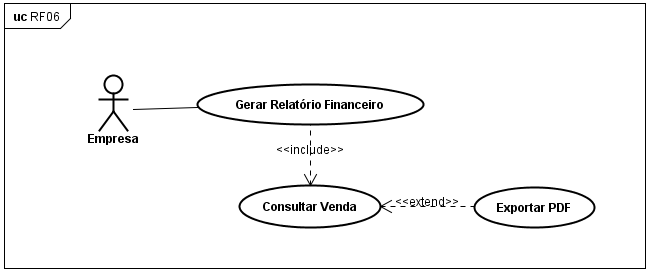 uc RF06
Gerar Relatório Financeiro
Empresa
<<include>>
Consultar Venda
<<extend>>
Exportar PDF